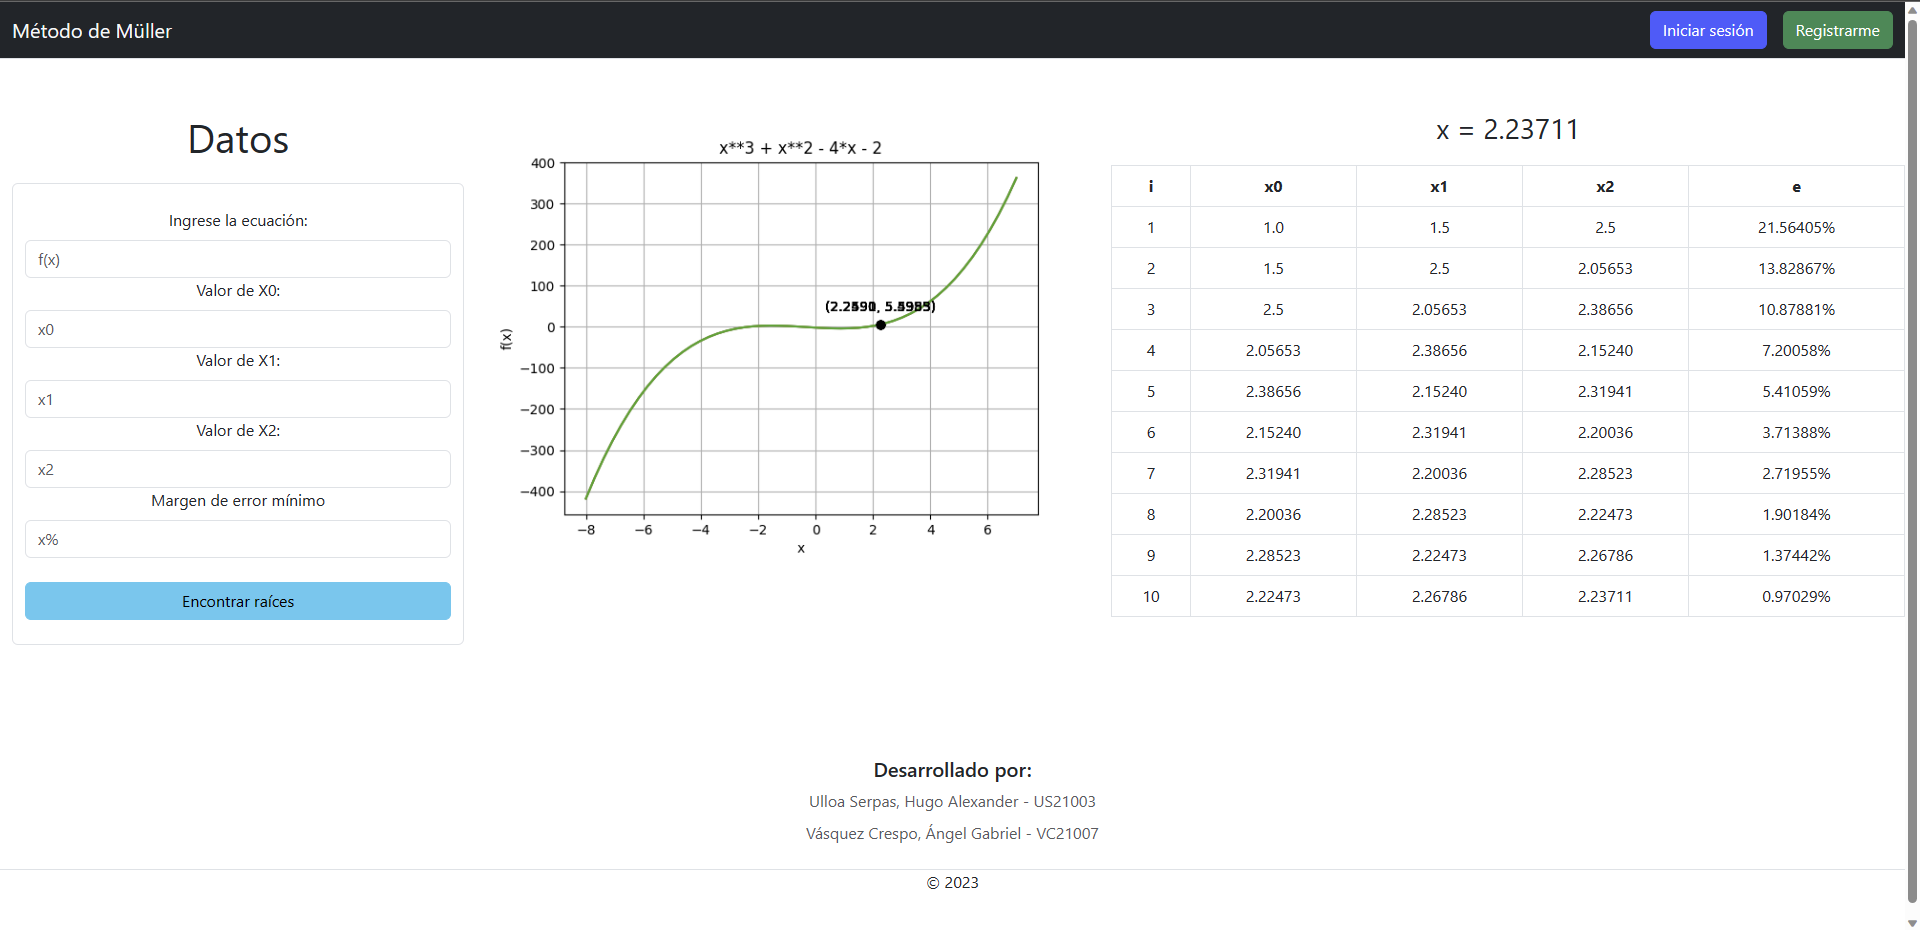 Método de Müller
Iniciar sesión
Registrarme
Datos
Ingrese la ecuación:
f(x)
Valor de X0:
x0
Valor de X1:
x1
Valor de X2:
x2
Margen de error mínimo
x%
Encontrar raíces
x**3 + x**2 - 4*x - 2
400
300
200
100
0
−100
−200
−300
−400
f(x)
−8 −6 −4 −2 0 2 4 6
x
x = 2.23711
i x0 x1 x2 e
1 1.0 1.5 2.5 21.56405%
2 1.5 2.5 2.05653 13.82867%
3 2.5 2.05653 2.38656 10.87881%
4 2.05653 2.38656 2.15240 7.20058%
5 2.38656 2.15240 2.31941 5.41059%
6 2.15240 2.31941 2.20036 3.71388%
7 2.31941 2.20036 2.28523 2.71955%
8 2.20036 2.28523 2.22473 1.90184%
9 2.28523 2.22473 2.26786 1.37442%
10 2.22473 2.26786 2.23711 0.97029%
Desarrollado por:
Ulloa Serpas, Hugo Alexander - US21003
Vásquez Crespo, Ángel Gabriel - VC21007
© 2023